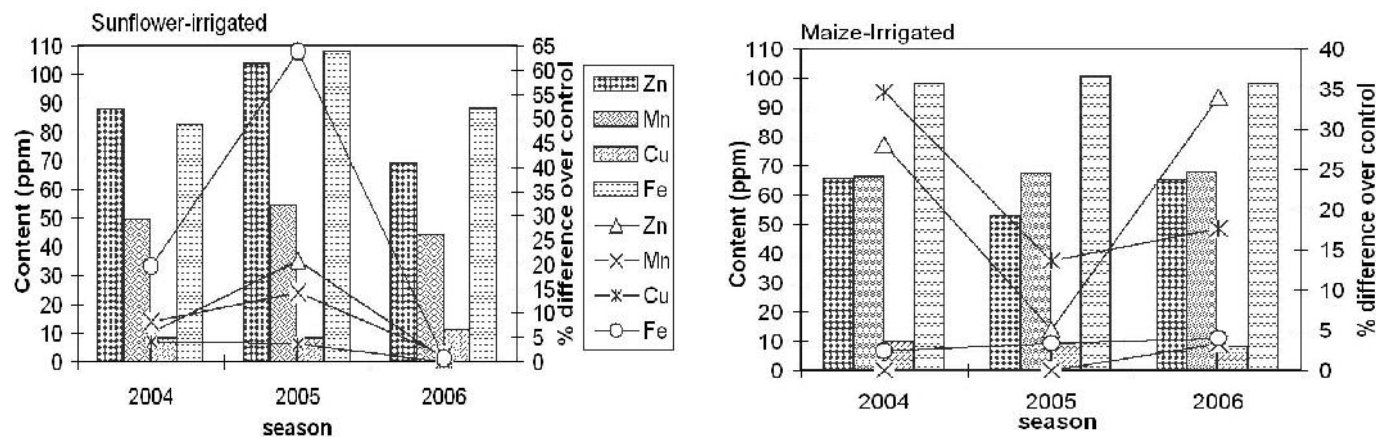 Sunflower-irrigated
110
100
90
80
70
60
50
40
30
20
10
0
Content (ppm)
65
60
55
50
45
40
35
30
25
20
15
10
5
0
% difference over control
2004 2005 2006
season
Zn
Mn
Cu
Fe
Zn
Mn
Cu
Fe
Maize-Irrigated
110
100
90
80
70
60
50
40
30
20
10
0
Content (ppm)
40
35
30
25
20
15
10
5
0
% difference over control
2004 2005 2006
season